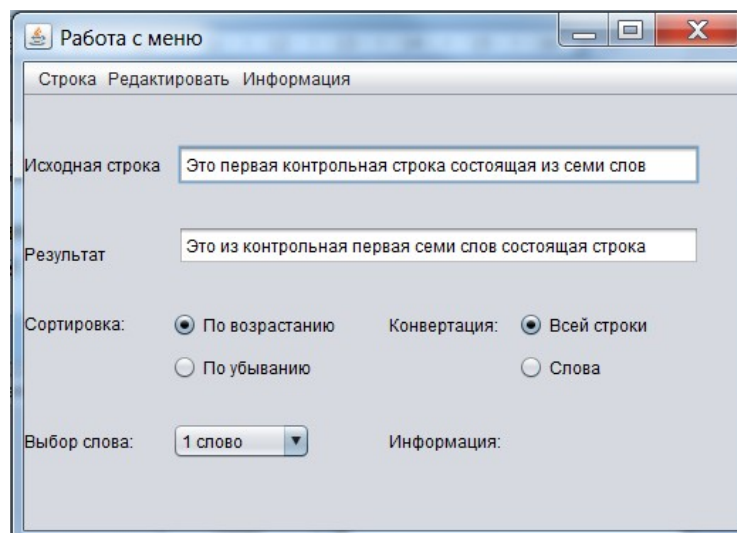 Работа с меню
Строка Редактировать Информация
Исходная строка Это первая контрольная строка состоящая из семи слов
Результат Это из контрольная первая семи слов состоящая строка
Сортировка: По возрастанию Конвертация: Всей строки
По убыванию Слова
Выбор слова: 1 слово Информация: